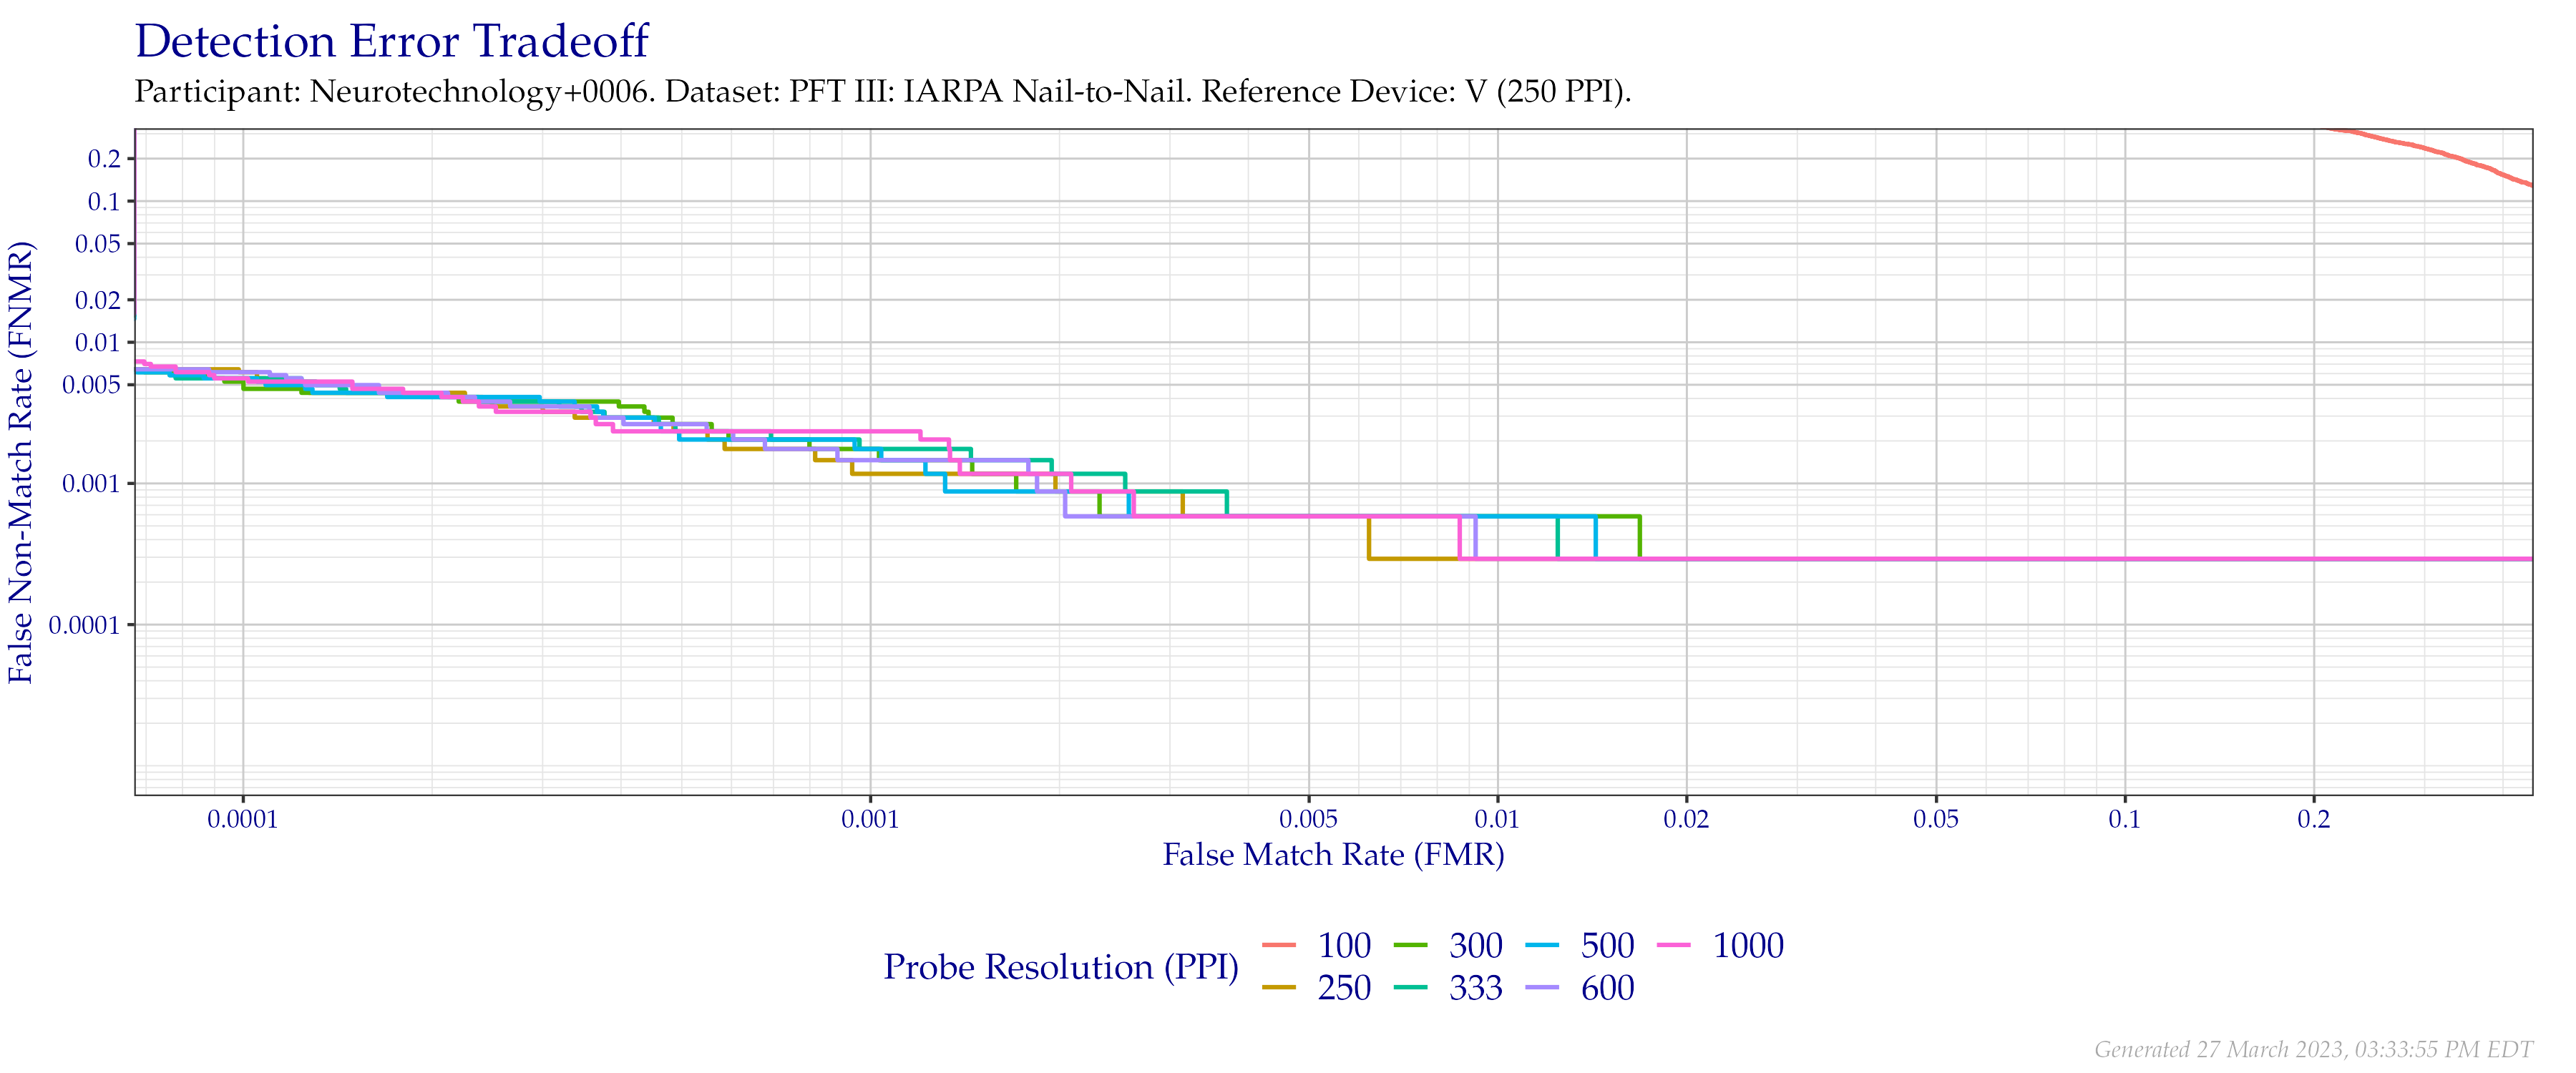 Detection Error Tradeoff
Participant: Neurotechnology+0006. Dataset: PFT III: IARPA Nail-to-Nail. Reference Device: V (250 PPI).
False Non-Match Rate (FNMR)
0.2
0.1
0.05
0.02
0.01
0.005
0.001
0.0001
0.0001 0.001 0.005 0.01 0.02 0.05 0.1 0.2
False Match Rate (FMR)
Probe Resolution (PPI)
100 300 500 1000
250 333 600
Generated 27 March 2023, 03:33:55 PM EDT